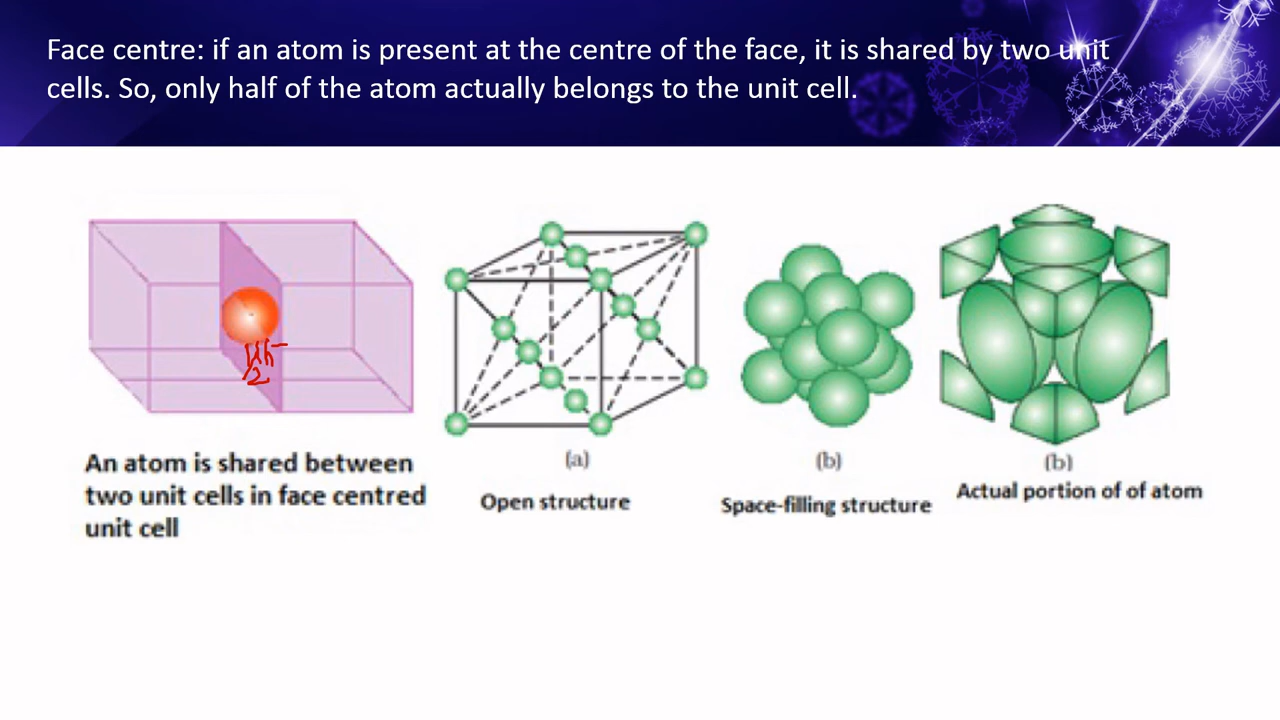 Face centre: if an atom is present at the centre of the face, it is shared by two unit
cells. So, only half of the atom actually belongs to the unit cell.
2
An atom is shared between
two unit cells in face centred
unit cell
(a)
Open structure
(b)
Space-filling structure
(b)
Actual portion of of atom